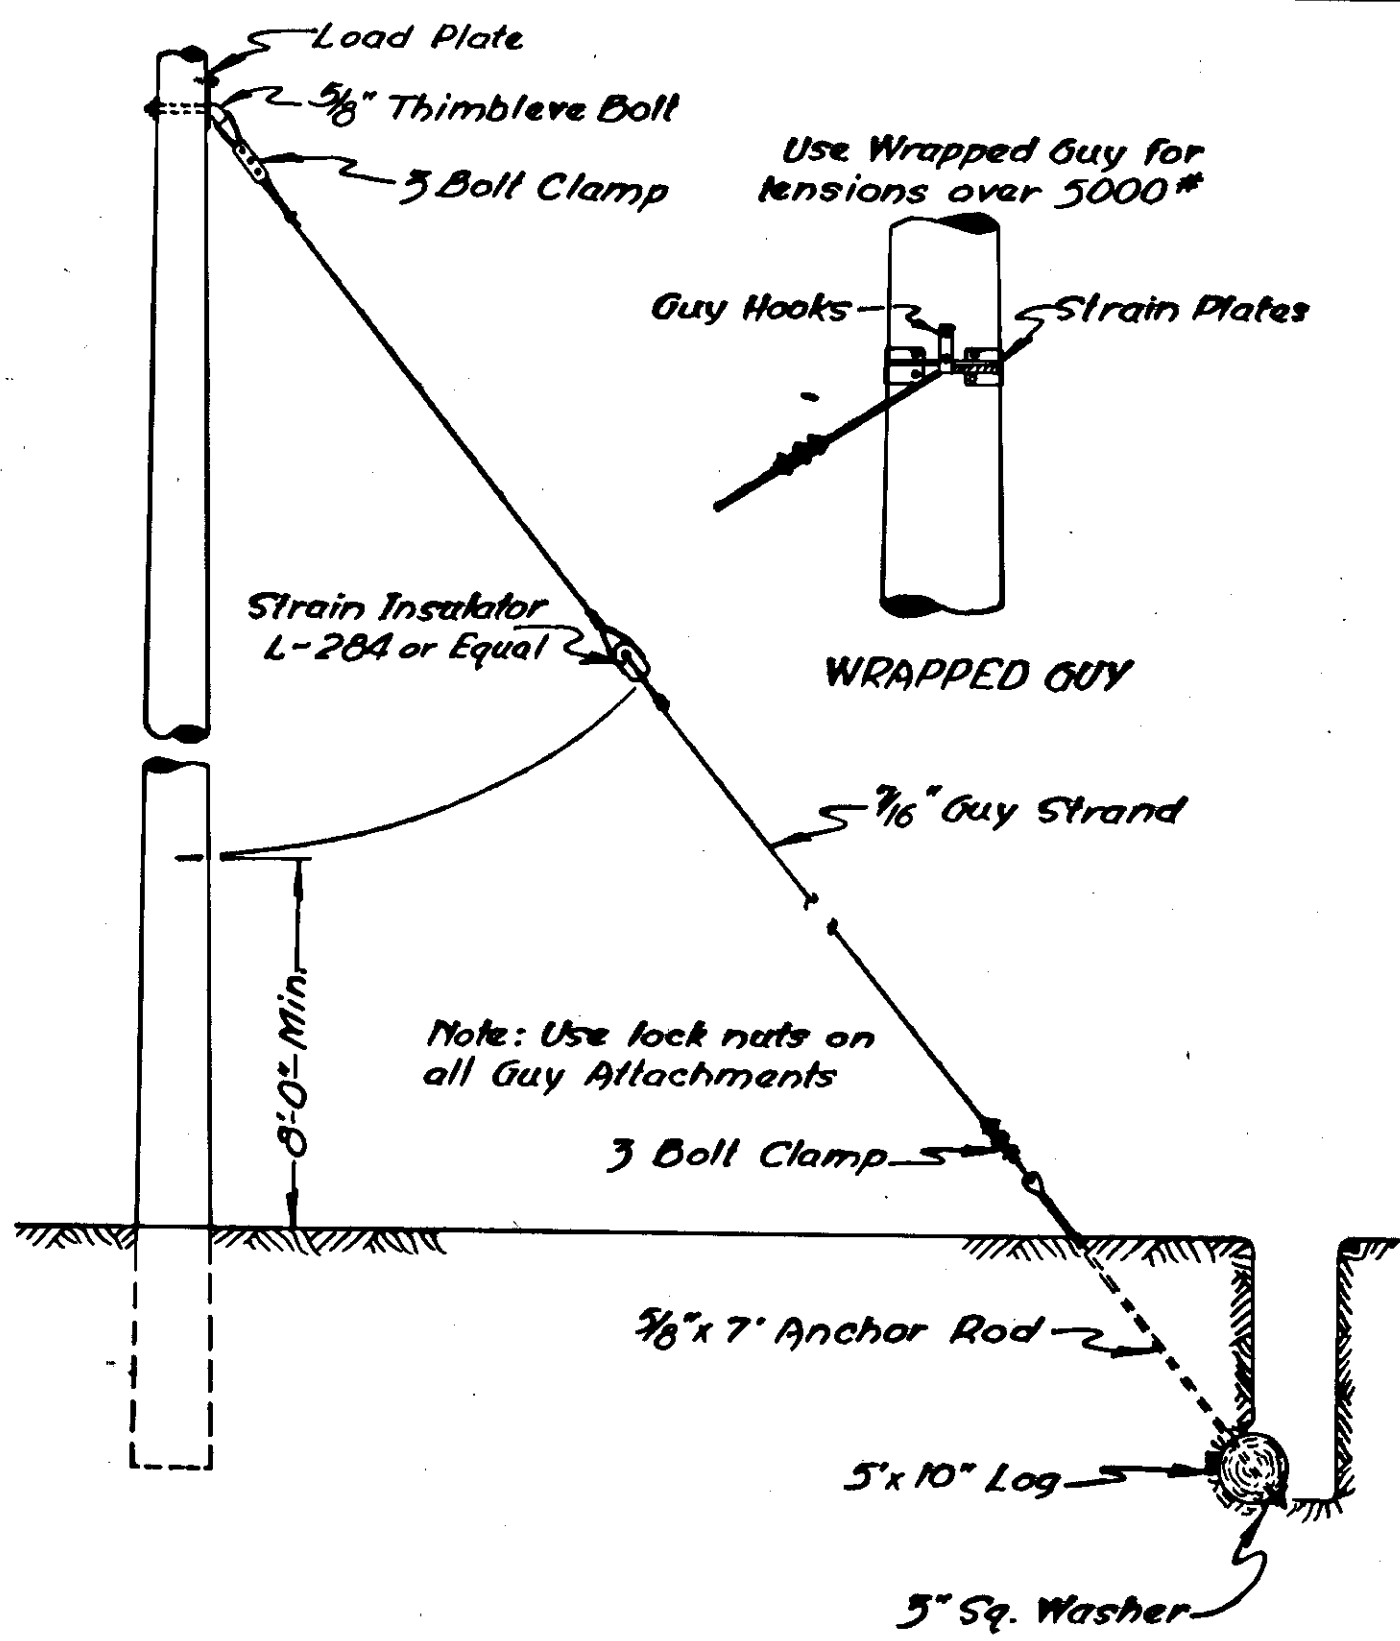 Load Plate
5/8" Thimbleye Bolt
3 Bolt Clamp
Use Wrapped Guy for
tensions over 5000#
Guy Hooks
Strain Plates
Strain Insulator
L-284 or Equal
WRAPPED GUY
7/16" Guy Strand
8'-0" Min.
Note: Use lock nuts on
all Guy Attachments
3 Bolt Clamp
5/8" x 7' Anchor Rod
5' x 10" Log
3" Sq. Washer